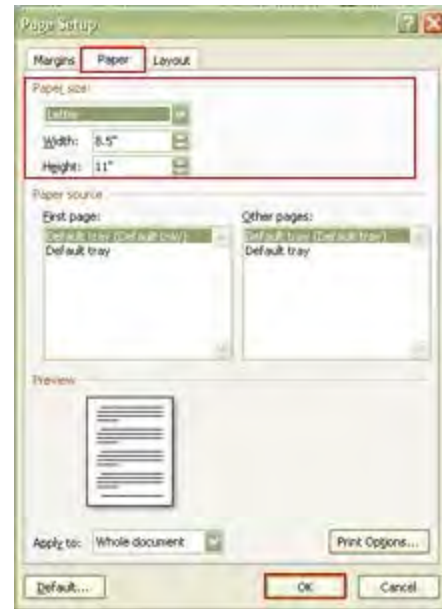 Page Setup
Margins Paper Layout
Paper size:
Letter
Width: 8.5"
Height: 11"
Paper source
First page: Other pages:
Default tray (Default tray) Default tray (Default tray)
Default tray Default tray
Preview
Apply to: Whole document Print Options...
Default... OK Cancel